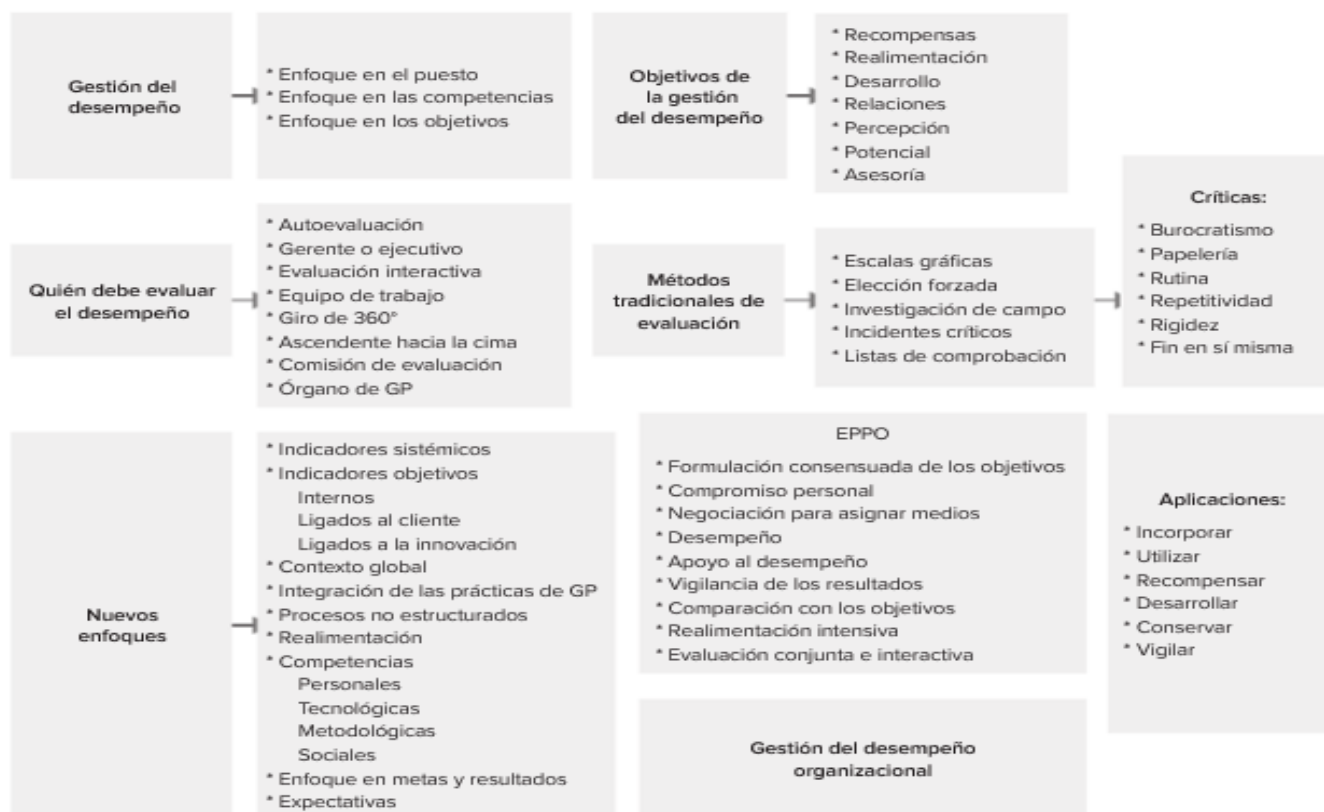 Gestión del
desempeño
* Enfoque en el puesto
* Enfoque en las competencias
* Enfoque en los objetivos
Objetivos de
la gestión
del desempeño
* Recompensas
* Realimentación
* Desarrollo
* Relaciones
* Percepción
* Potencial
* Asesoría
Quién debe evaluar
el desempeño
* Autoevaluación
* Gerente o ejecutivo
* Evaluación interactiva
* Equipo de trabajo
* Giro de 360°
* Ascendente hacia la cima
* Comisión de evaluación
* Órgano de GP
Métodos
tradicionales de
evaluación
* Escalas gráficas
* Elección forzada
* Investigación de campo
* Incidentes críticos
* Listas de comprobación
Críticas:
* Burocratismo
* Papelería
* Rutina
* Repetitividad
* Rigidez
* Fin en sí misma
Nuevos
enfoques
* Indicadores sistémicos
* Indicadores objetivos
Internos
Ligados al cliente
Ligados a la innovación
* Contexto global
* Integración de las prácticas de GP
* Procesos no estructurados
* Realimentación
* Competencias
Personales
Tecnológicas
Metodológicas
Sociales
* Enfoque en metas y resultados
* Expectativas
EPPO
* Formulación consensuada de los objetivos
* Compromiso personal
* Negociación para asignar medios
* Desempeño
* Apoyo al desempeño
* Vigilancia de los resultados
* Comparación con los objetivos
* Realimentación intensiva
* Evaluación conjunta e interactiva
Gestión del desempeño
organizacional
Aplicaciones:
* Incorporar
* Utilizar
* Recompensar
* Desarrollar
* Conservar
* Vigilar